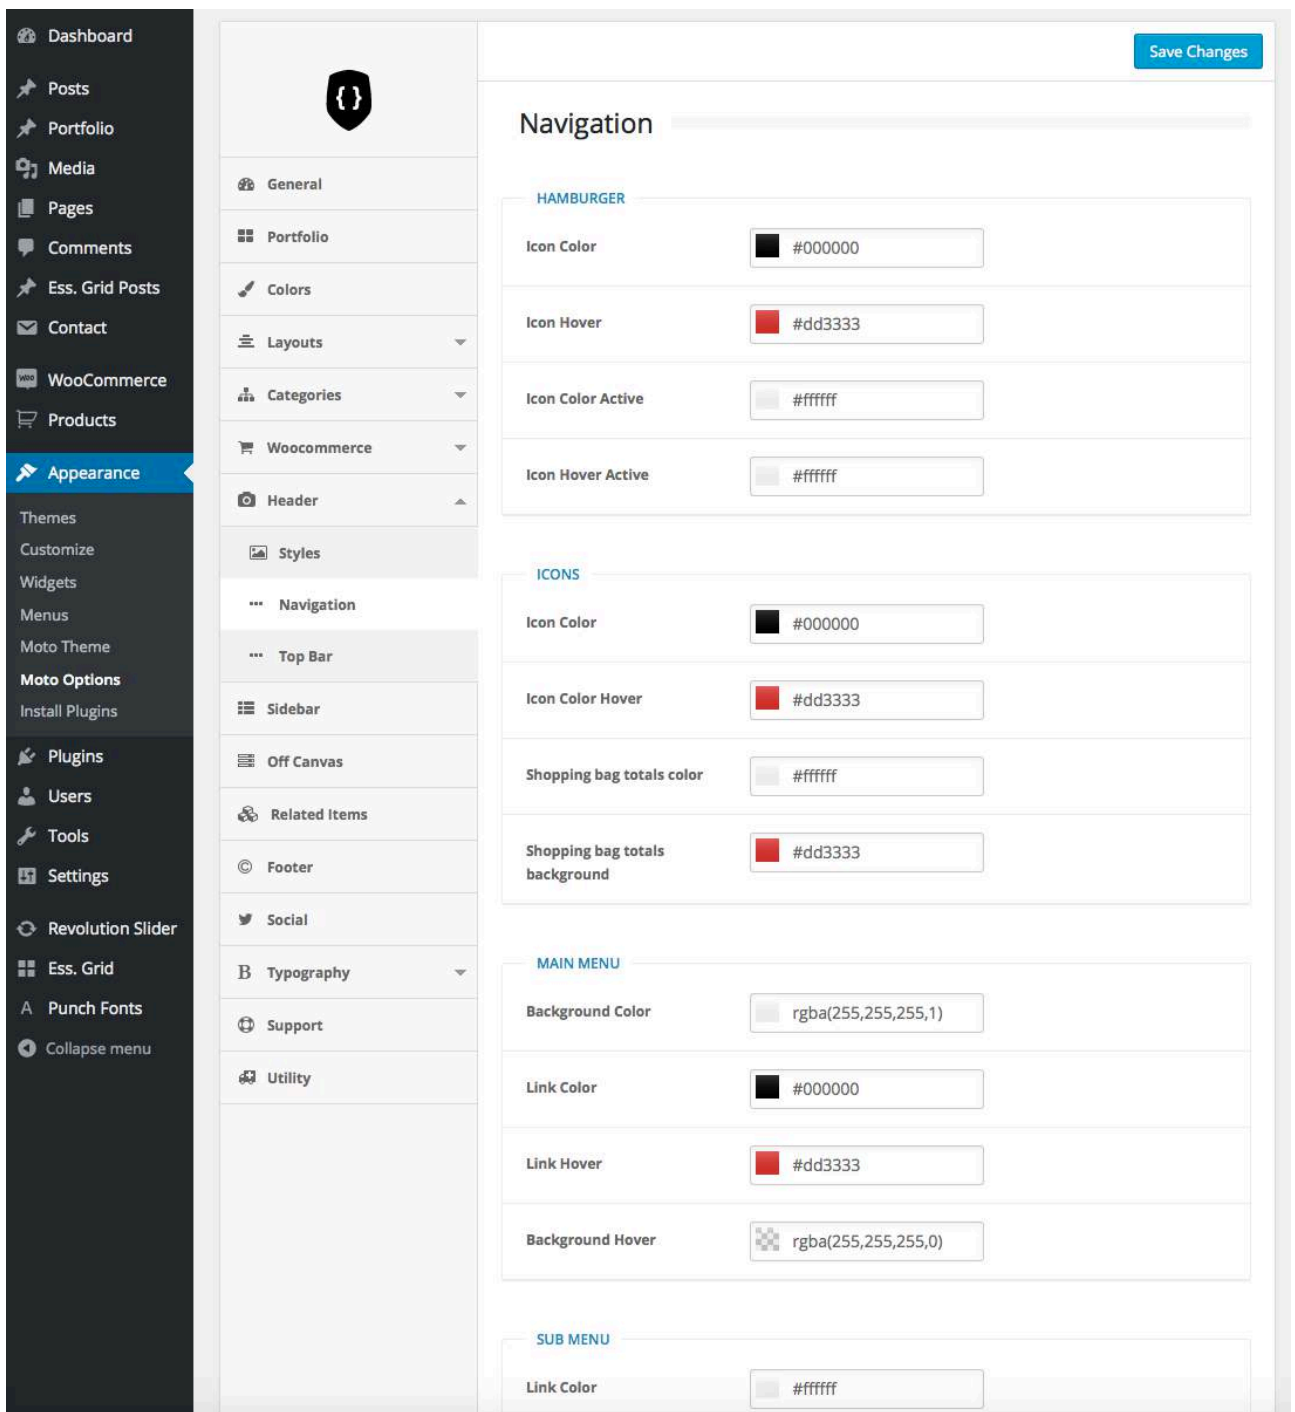 Dashboard
Posts
Portfolio
Media
Pages
Comments
Ess. Grid Posts
Contact
WooCommerce
Products
Appearance
Themes
Customize
Widgets
Menus
Moto Theme
Moto Options
Install Plugins
Plugins
Users
Tools
Settings
Revolution Slider
Ess. Grid
A Punch Fonts
Collapse menu
{ }
General
Portfolio
Colors
Layouts
Categories
Woocommerce
Header
Styles
Navigation
Top Bar
Sidebar
Off Canvas
Related Items
© Footer
Social
B Typography
Support
Utility
Save Changes
Navigation
HAMBURGER
Icon Color #000000
Icon Hover #dd3333
Icon Color Active #ffffff
Icon Hover Active #ffffff
ICONS
Icon Color #000000
Icon Color Hover #dd3333
Shopping bag totals color #ffffff
Shopping bag totals #dd3333
background
MAIN MENU
Background Color rgba(255,255,255,1)
Link Color #000000
Link Hover #dd3333
Background Hover rgba(255,255,255,0)
SUB MENU
Link Color #ffffff